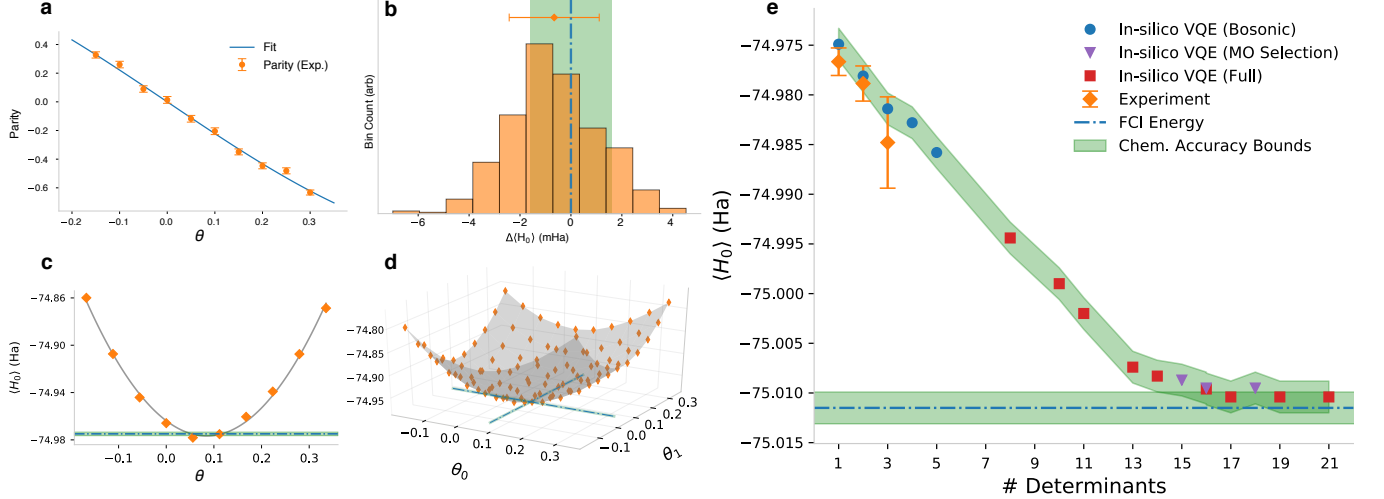 a
0.4
0.2
0.0
−0.2
−0.4
−0.6
Parity
Fit
Parity (Exp.)
−0.2
−0.1
0.0
0.1
0.2
0.3
θ
b
Bin Count (arb)
−6
−4
−2
0
2
4
Δ⟨H₀⟩ (mHa)
c
−74.86
−74.90
−74.94
−74.98
⟨H₀⟩ (Ha)
−0.1
0.0
0.1
0.2
0.3
θ
d
−74.80
−74.85
−74.90
−74.95
−0.1
0.0
0.1
0.2
0.3
θ₀
−0.1
0.0
0.1
0.2
0.3
θ₁
e
−74.975
−74.980
−74.985
−74.990
−74.995
−75.000
−75.005
−75.010
−75.015
⟨H₀⟩ (Ha)
In-silico VQE (Bosonic)
In-silico VQE (MO Selection)
In-silico VQE (Full)
Experiment
FCI Energy
Chem. Accuracy Bounds
1
3
5
7
9
11
13
15
17
19
21
# Determinants